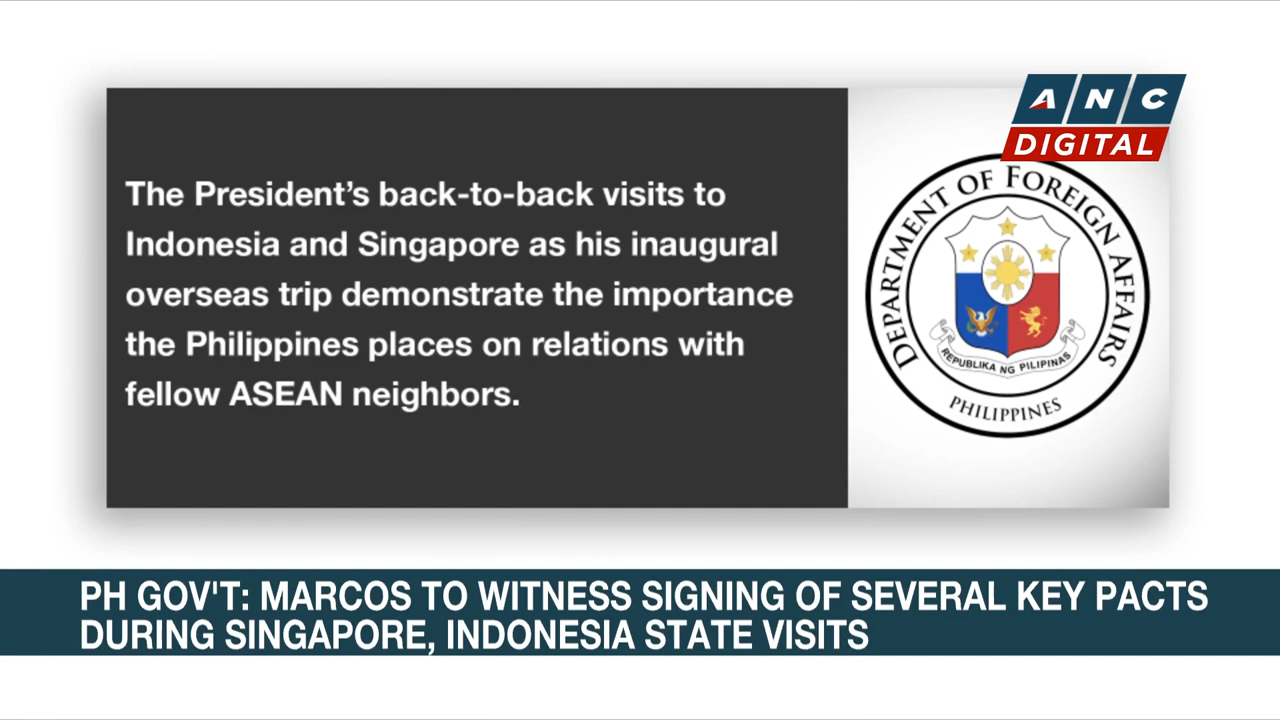 ANC
DIGITAL
The President's back-to-back visits to
Indonesia and Singapore as his inaugural
overseas trip demonstrate the importance
the Philippines places on relations with
fellow ASEAN neighbors.
DEPARTMENT OF FOREIGN AFFAIRS
REPUBLIKA NG PILIPINAS
PHILIPPINES
PH GOV'T: MARCOS TO WITNESS SIGNING OF SEVERAL KEY PACTS
DURING SINGAPORE, INDONESIA STATE VISITS